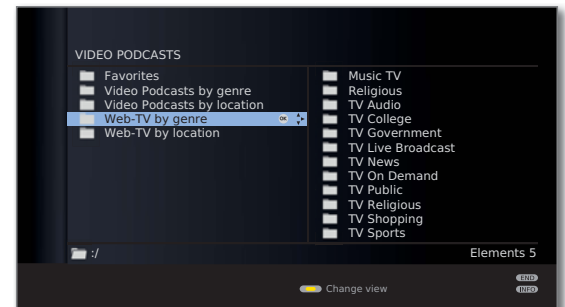 VIDEO PODCASTS
Favorites
Video Podcasts by genre
Video Podcasts by location
Web-TV by genre OK
Web-TV by location
Music TV
Religious
TV Audio
TV College
TV Government
TV Live Broadcast
TV News
TV On Demand
TV Public
TV Religious
TV Shopping
TV Sports
:/
Elements 5
Change view
END
INFO